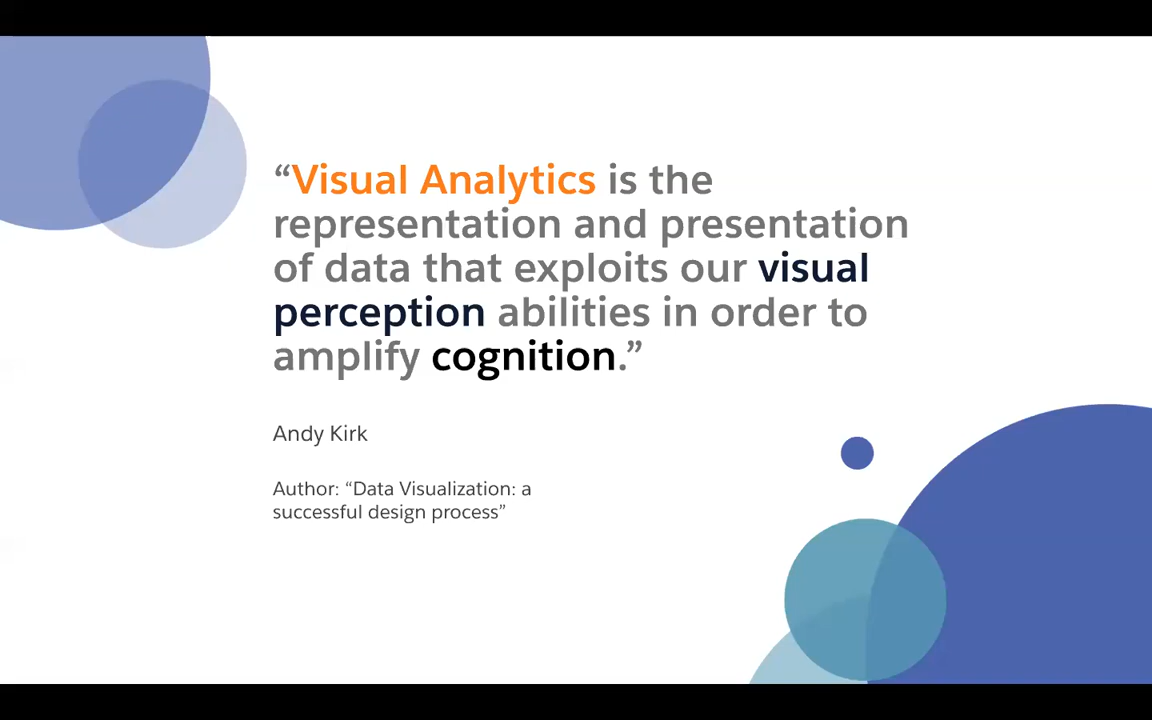 “Visual Analytics is the
representation and presentation
of data that exploits our visual
perception abilities in order to
amplify cognition.”
Andy Kirk
Author: “Data Visualization: a
successful design process”